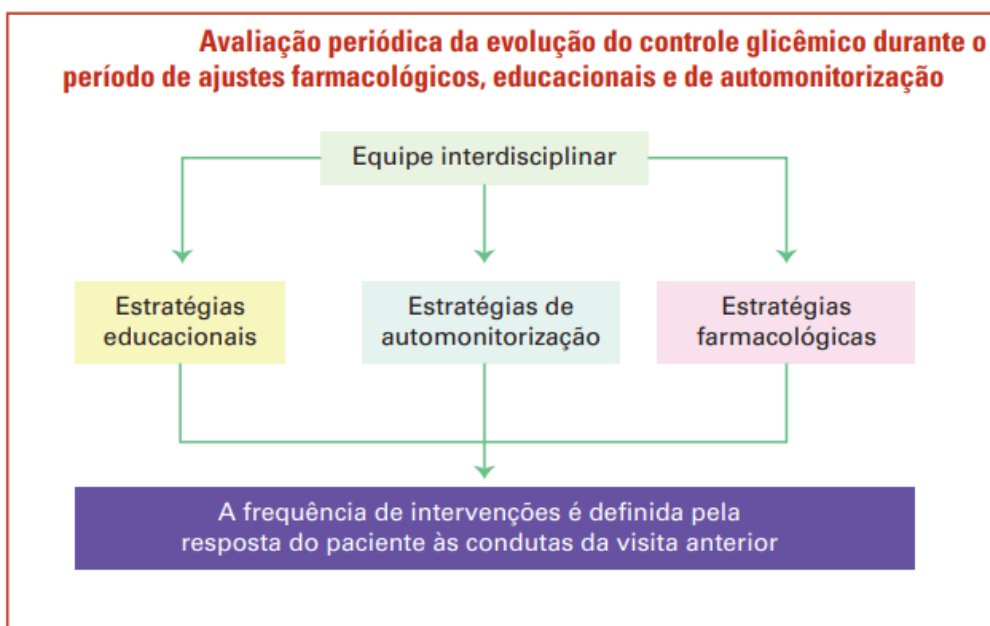 Avaliação periódica da evolução do controle glicêmico durante o
período de ajustes farmacológicos, educacionais e de automonitorização
Equipe interdisciplinar
Estratégias
educacionais
Estratégias de
automonitorização
Estratégias
farmacológicas
A frequência de intervenções é definida pela
resposta do paciente às condutas da visita anterior